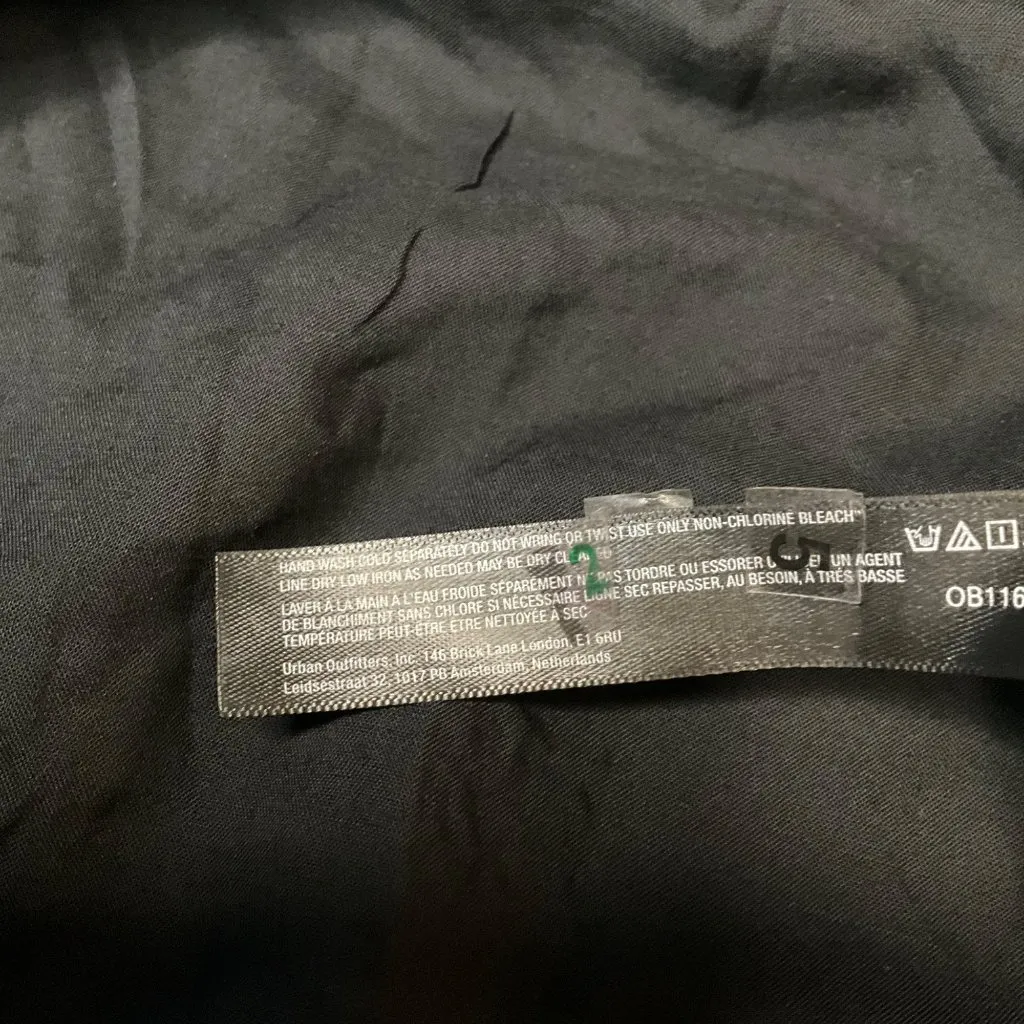 HAND WASH COLD SEPARATELY DO NOT WRING OR TWIST.USE ONLY NON-CHLORINE BLEACH
LINE DRY LOW IRON AS NEEDED MAY BE DRY CLEANED
LAVER À LA MAIN A L'EAU FROIDE SÉPARÉMENT NE PAS TORDRE OU ESSORER UN AGENT
DE BLANCHIMENT SANS CHLORE SI NÉCESSAIRE LIGNE SEC REPASSER, AU BESOIN, À TRÈS BASSE
TEMPÉRATURE PEUT-ÊTRE ÊTRE NETTOYÉE À SEC
Urban Outfitters, Inc. 146 Brick Lane London, E1 6RU
Leidsestraat 32, 1017 PB Amsterdam, Netherlands
2
5
OB116